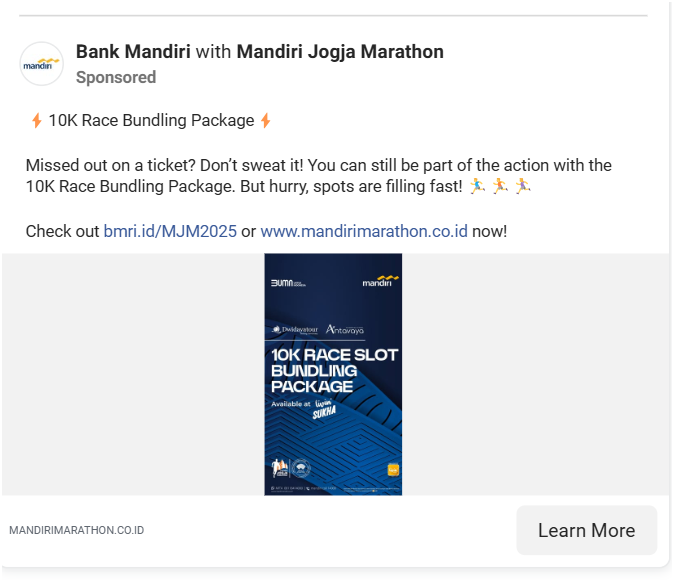 mandırı
Bank Mandiri with Mandiri Jogja Marathon
Sponsored
⚡ 10K Race Bundling Package ⚡
Missed out on a ticket? Don’t sweat it! You can still be part of the action with the
10K Race Bundling Package. But hurry, spots are filling fast! 🏃‍♂️ 🏃 🏃‍♀️
Check out bmri.id/MJM2025 or www.mandirimarathon.co.id now!
BUMN
mandırı
Dwidayatour
Antavaya
10K RACE SLOT
BUNDLING
PACKAGE
Available at livin' SUKHA
MANDIRIMARATHON.CO.ID
Learn More